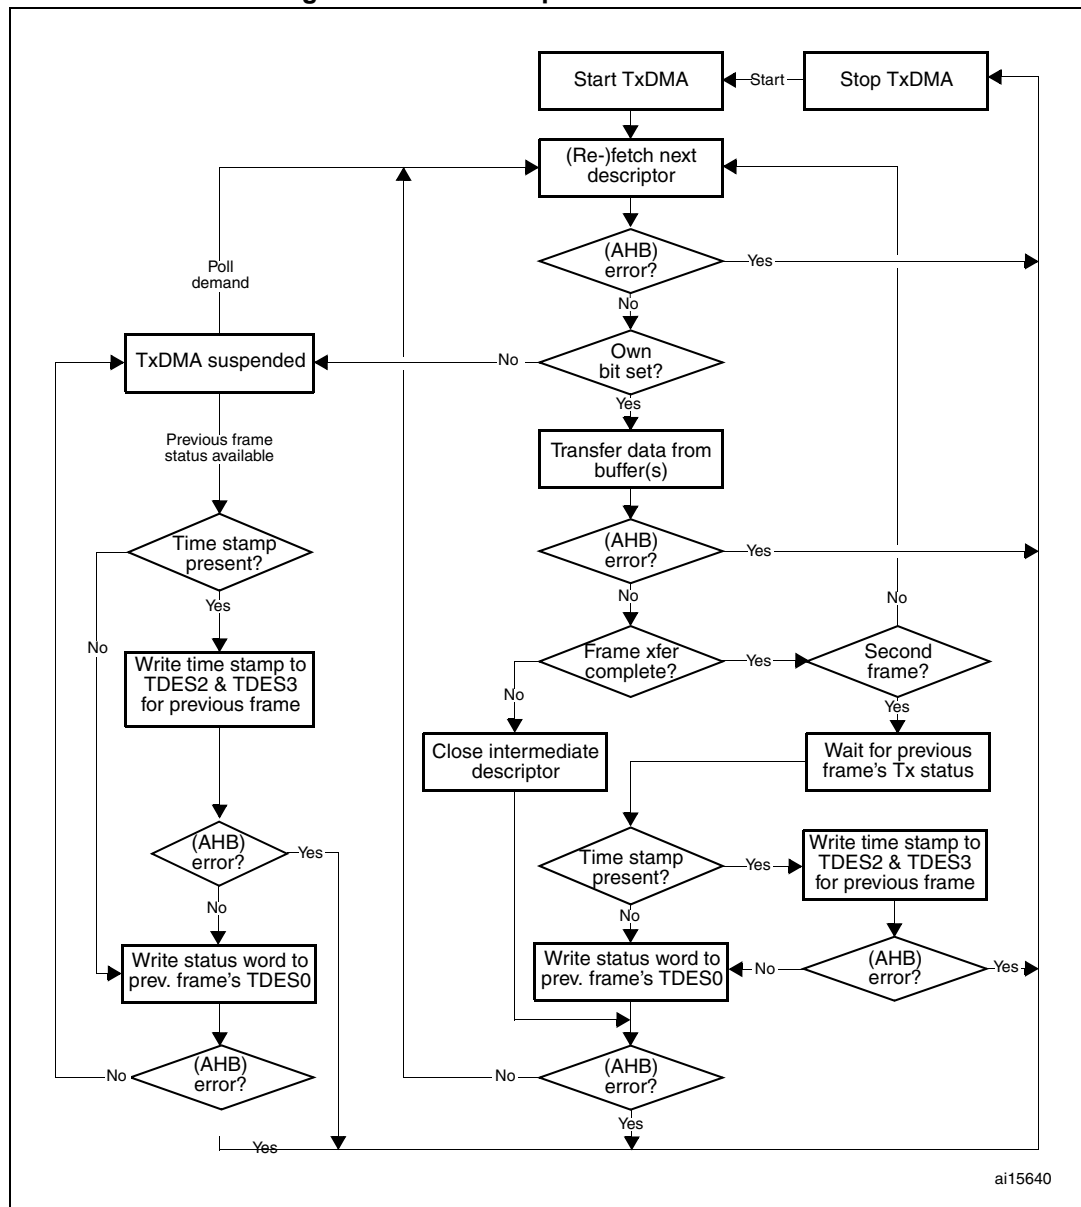 Start TxDMA
Start
Stop TxDMA
(Re-)fetch next
descriptor
(AHB)
error?
Yes
No
Poll
demand
TxDMA suspended
No
Own
bit set?
Yes
Previous frame
status available
Transfer data from
buffer(s)
Time stamp
present?
(AHB)
error?
Yes
No
Yes
No
No
Write time stamp to
TDES2 & TDES3
for previous frame
Frame xfer
complete?
Yes
Second
frame?
No
Yes
Close intermediate
descriptor
Wait for previous
frame's Tx status
(AHB)
error?
Yes
No
Time stamp
present?
Yes
Write time stamp to
TDES2 & TDES3
for previous frame
No
Write status word to
prev. frame's TDES0
Write status word to
prev. frame's TDES0
No
(AHB)
error?
Yes
No
(AHB)
error?
No
(AHB)
error?
Yes
Yes
ai15640